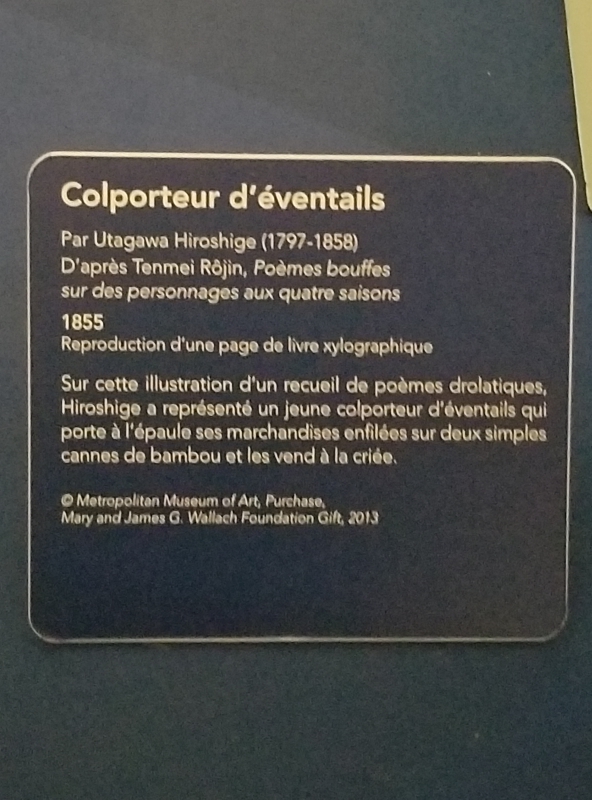 Colporteur d'éventails
Par Utagawa Hiroshige (1797-1858)
D'après Tenmei Rôjin, Poèmes bouffes
sur des personnages aux quatre saisons
1855
Reproduction d'une page de livre xylographique
Sur cette illustration d'un recueil de poèmes drolatiques,
Hiroshige a représenté un jeune colporteur d'éventails qui
porte à l'épaule ses marchandises enfilées sur deux simples
cannes de bambou et les vend à la criée.
© Metropolitan Museum of Art, Purchase,
Mary and James G. Wallach Foundation Gift, 2013